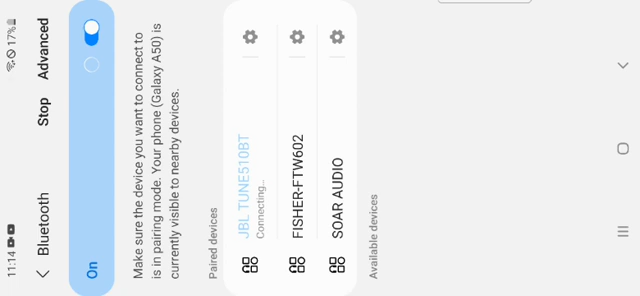 11:14
17%
Bluetooth
Stop
Advanced
On
Make sure the device you want to connect to
is in pairing mode. Your phone (Galaxy A50) is
currently visible to nearby devices.
Paired devices
JBL TUNE510BT
Connecting...
FISHER-FTW602
SOAR AUDIO
Available devices